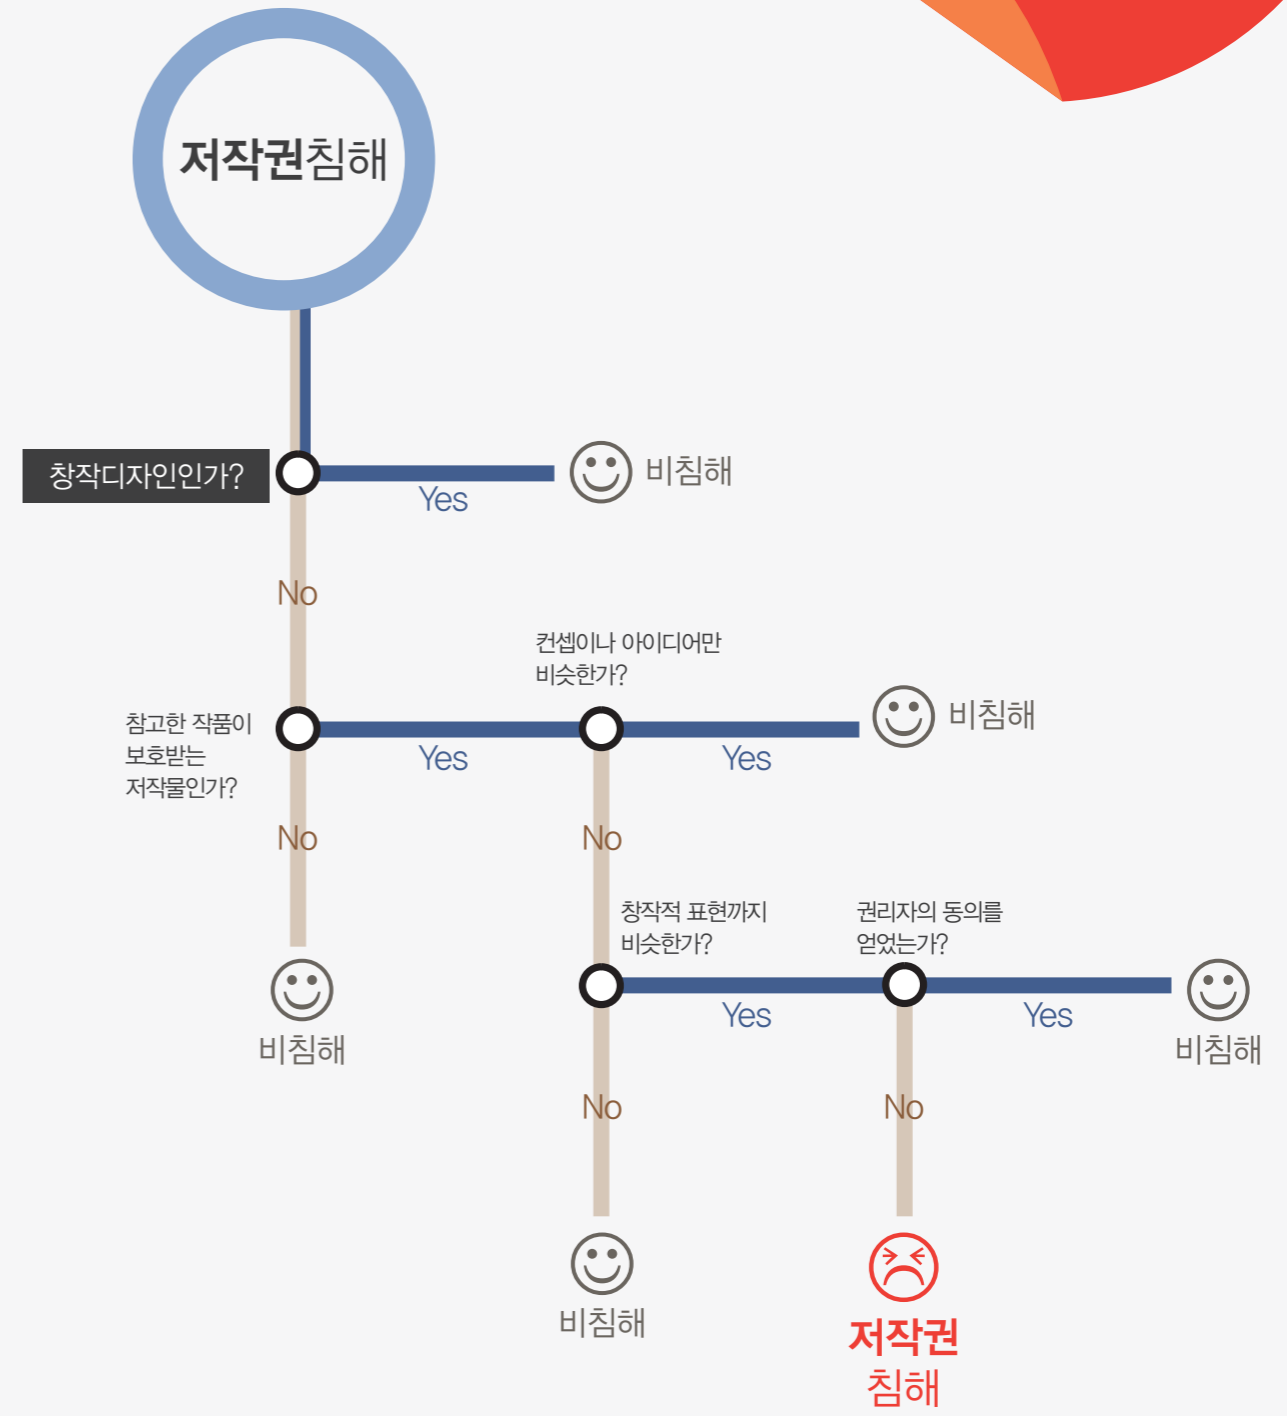 저작권침해
창작디자인인가?
Yes
비침해
No
컨셉이나 아이디어만
비슷한가?
참고한 작품이
보호받는
저작물인가?
Yes
Yes
비침해
No
No
창작적 표현까지
비슷한가?
권리자의 동의를
얻었는가?
비침해
Yes
Yes
비침해
No
No
비침해
저작권
침해